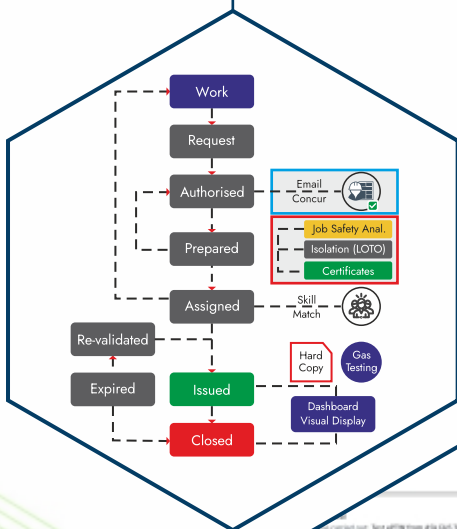 Work
Request
Authorised
Email
Concur
Prepared
Job Safety Anal.
Isolation (LOTO)
Certificates
Assigned
Skill
Match
Re-validated
Hard
Copy
Gas
Testing
Expired
Issued
Dashboard
Visual Display
Closed